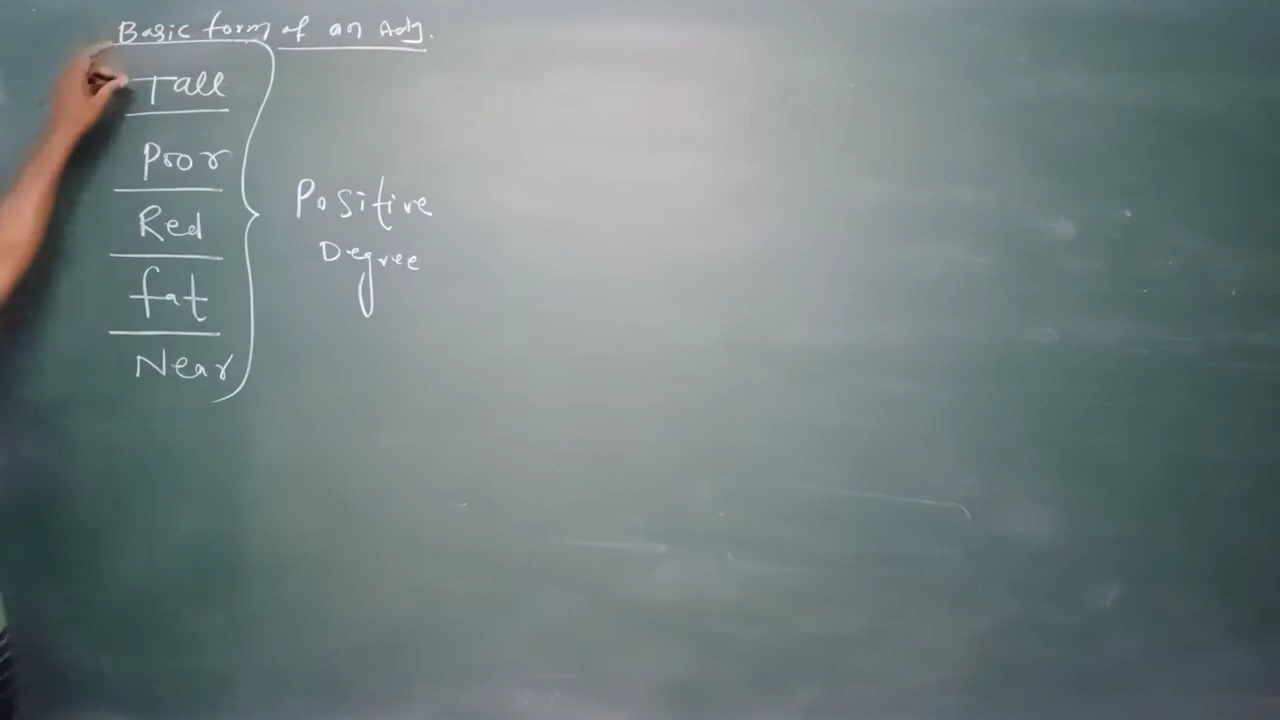 Basic form of an Adj.
Tall
Poor
Red
fat
Near
Positive
Degree